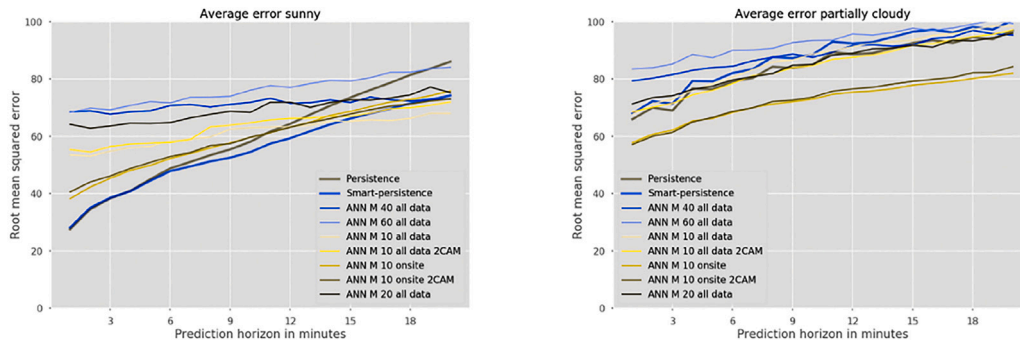 Average error sunny
100
80
60
40
20
0
Root mean squared error
Persistence
Smart-persistence
ANN M 40 all data
ANN M 60 all data
ANN M 10 all data
ANN M 10 all data 2CAM
ANN M 10 onsite
ANN M 10 onsite 2CAM
ANN M 20 all data
3 6 9 12 15 18
Prediction horizon in minutes
Average error partially cloudy
100
80
60
40
20
0
Root mean squared error
Persistence
Smart-persistence
ANN M 40 all data
ANN M 60 all data
ANN M 10 all data
ANN M 10 all data 2CAM
ANN M 10 onsite
ANN M 10 onsite 2CAM
ANN M 20 all data
3 6 9 12 15 18
Prediction horizon in minutes